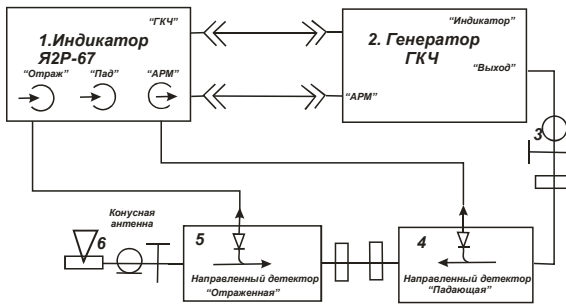 “ГКЧ”
1.Индикатор
Я2Р-67
“Отраж” “Пад” “АРМ”
“Индикатор”
2. Генератор
ГКЧ
“Выход”
“АРМ”
3
Конусная
антенна
6
5
Направленный детектор
“Отраженная”
4
Направленный детектор
“Падающая”